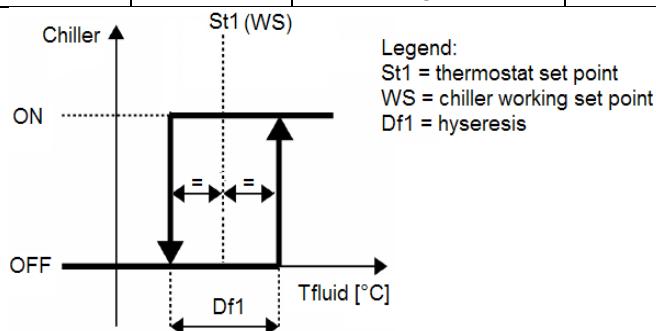 St1 (WS)
Chiller
Legend:
St1 = thermostat set point
WS = chiller working set point
Df1 = hyseresis
ON
= =
OFF
Tfluid [°C]
Df1